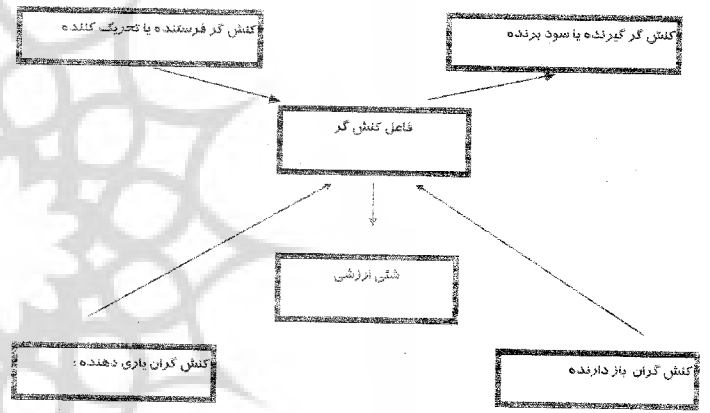 کنش گر گیرنده یا سود برنده
کنش گر فرستنده یا تحریک کننده
فاعل کنش گر
شئی ارزشی
کنش گران باز دارنده
کنش گران یاری دهنده :